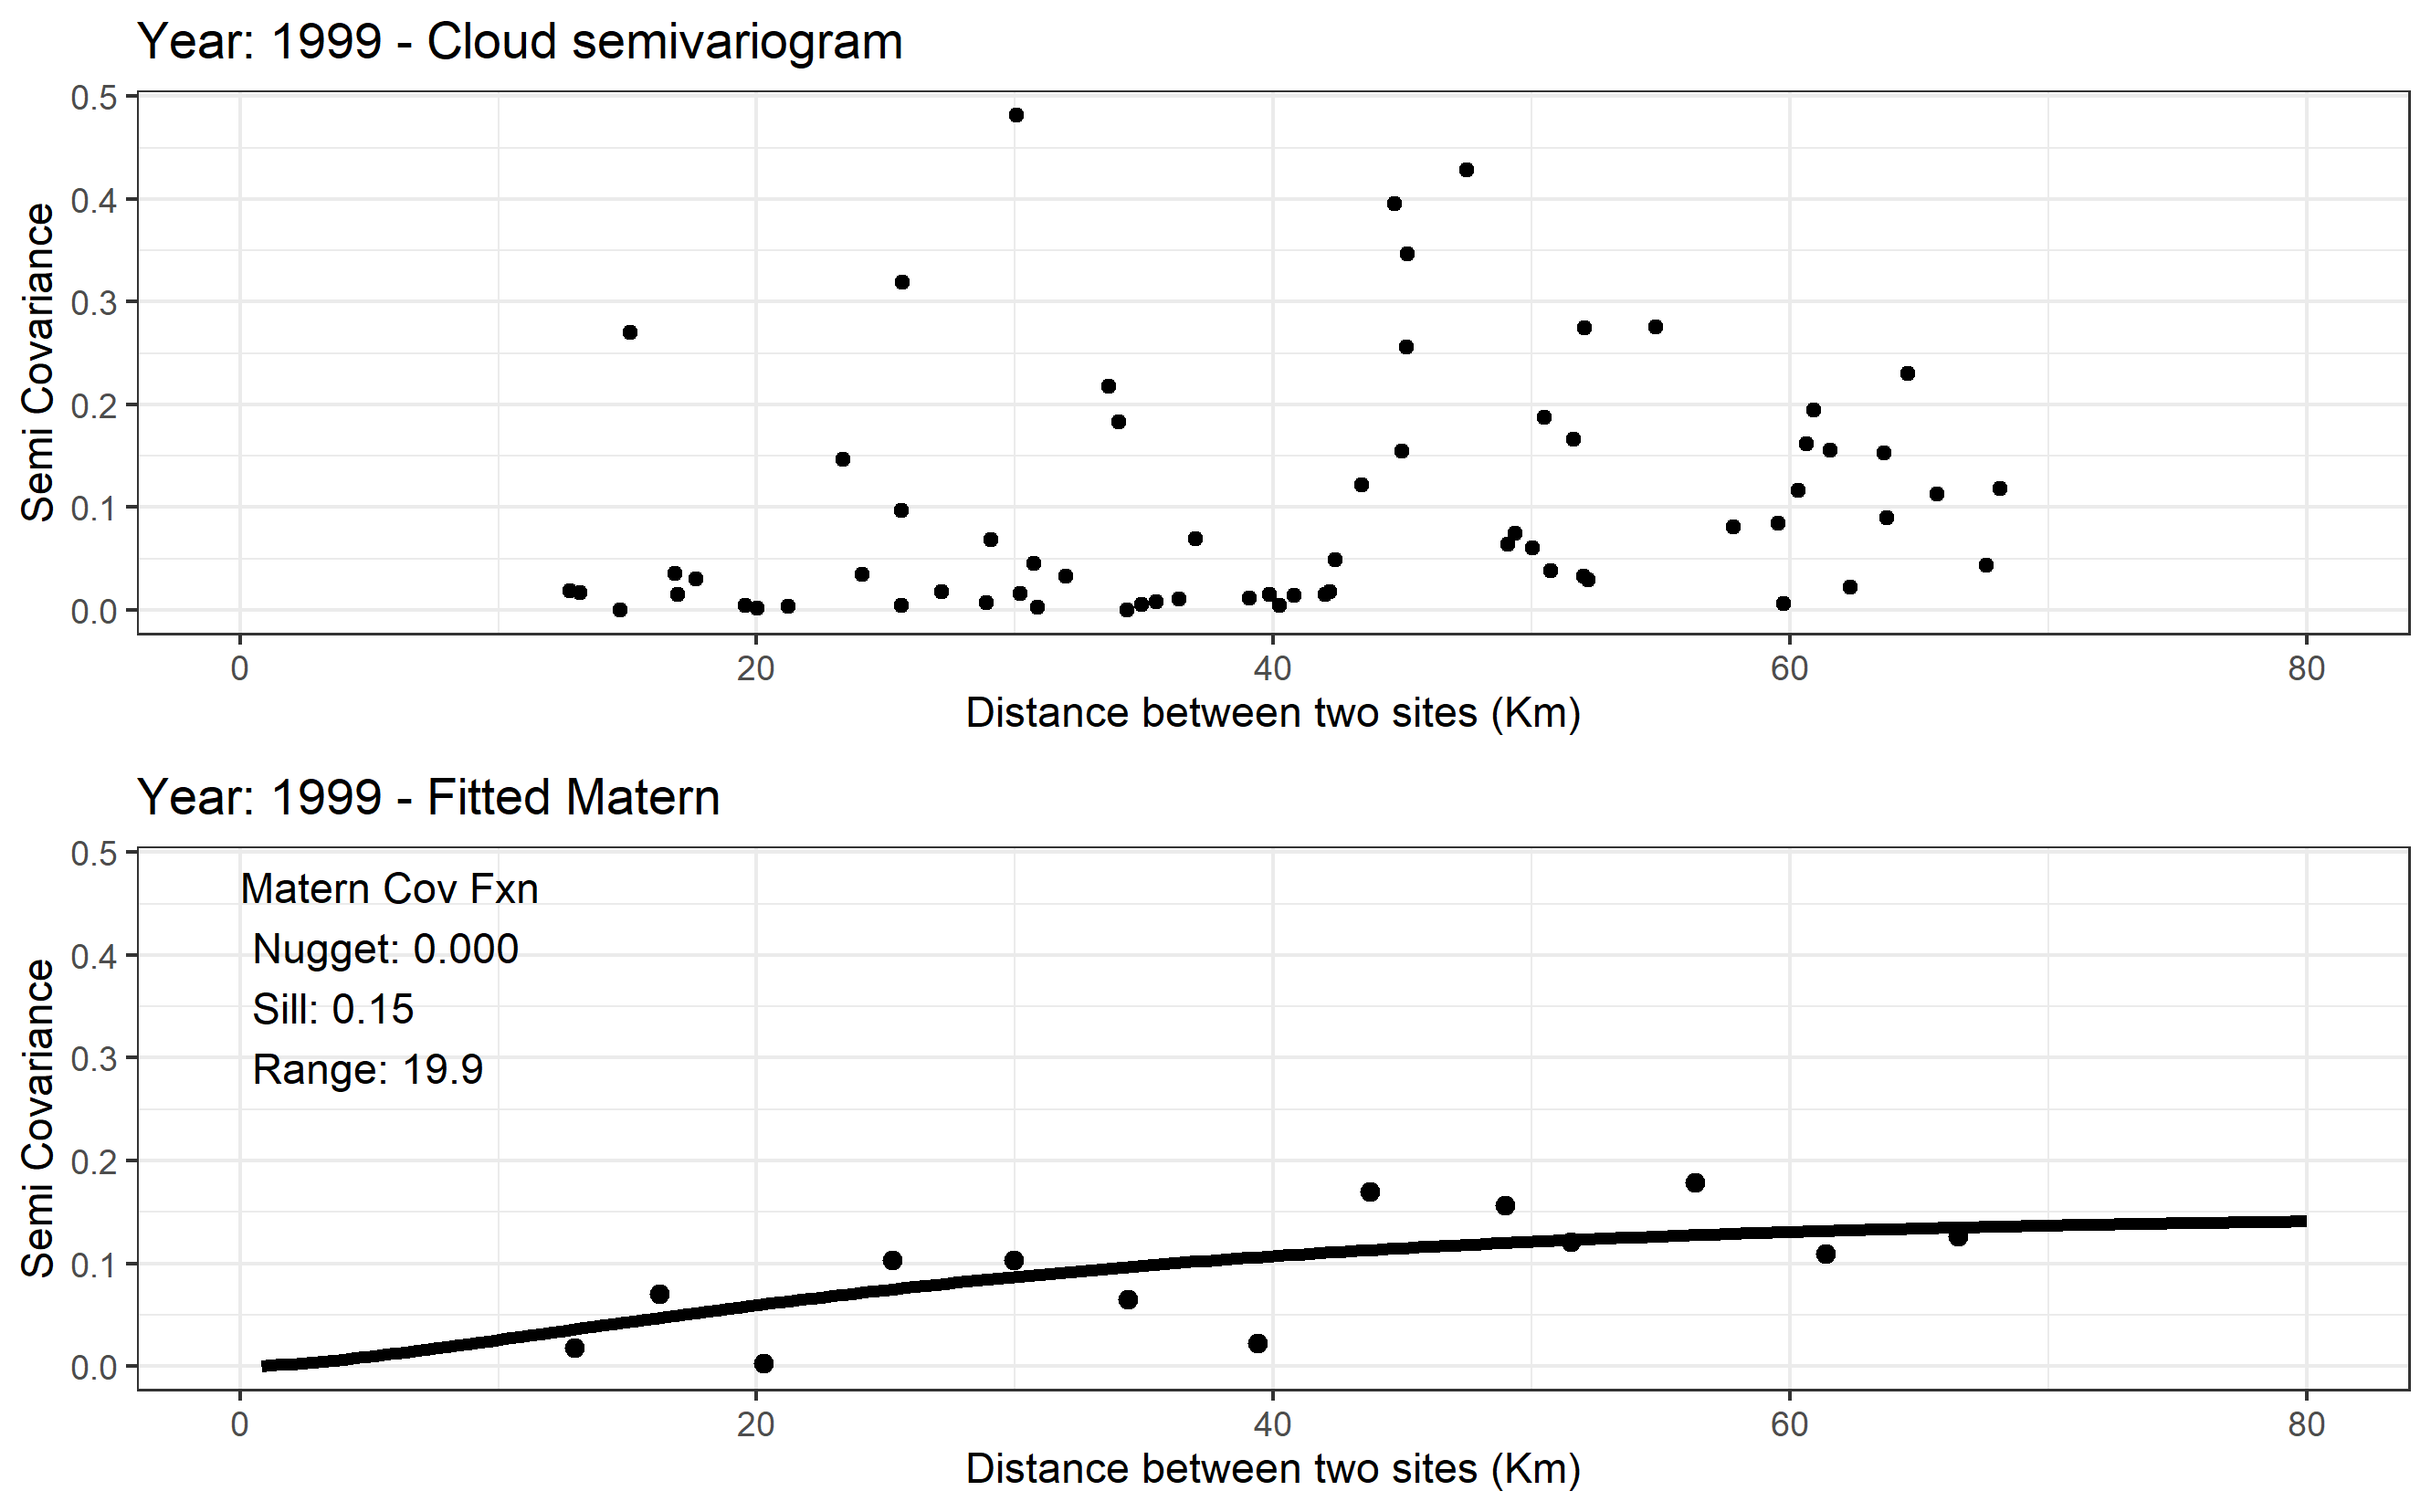 Year: 1999 - Cloud semivariogram
0.5
0.4
0.3
0.2
0.1
0.0
Semi Covariance
0 20 40 60 80
Distance between two sites (Km)
Year: 1999 - Fitted Matern
0.5
0.4
0.3
0.2
0.1
0.0
Semi Covariance
Matern Cov Fxn
Nugget: 0.000
Sill: 0.15
Range: 19.9
0 20 40 60 80
Distance between two sites (Km)